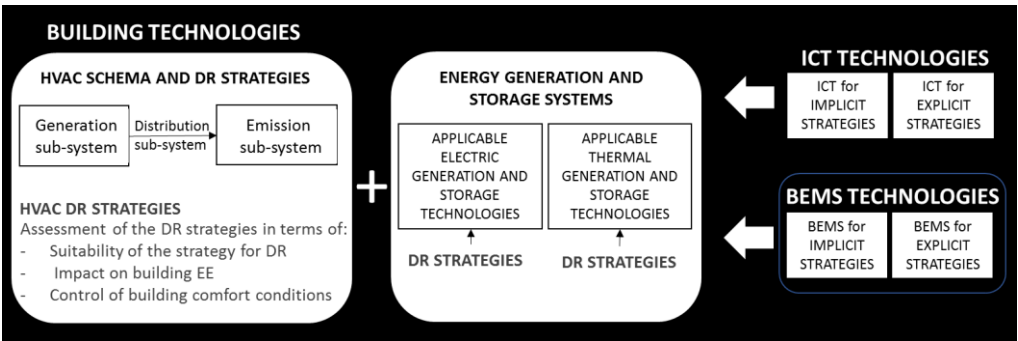 BUILDING TECHNOLOGIES
HVAC SCHEMA AND DR STRATEGIES
Generation
sub-system
Distribution
sub-system
Emission
sub-system
HVAC DR STRATEGIES
Assessment of the DR strategies in terms of:
- Suitability of the strategy for DR
- Impact on building EE
- Control of building comfort conditions
+
ENERGY GENERATION AND
STORAGE SYSTEMS
APPLICABLE
ELECTRIC
GENERATION AND
STORAGE
TECHNOLOGIES
DR STRATEGIES
APPLICABLE
THERMAL
GENERATION AND
STORAGE
TECHNOLOGIES
DR STRATEGIES
ICT TECHNOLOGIES
ICT for
IMPLICIT
STRATEGIES
ICT for
EXPLICIT
STRATEGIES
BEMS TECHNOLOGIES
BEMS for
IMPLICIT
STRATEGIES
BEMS for
EXPLICIT
STRATEGIES